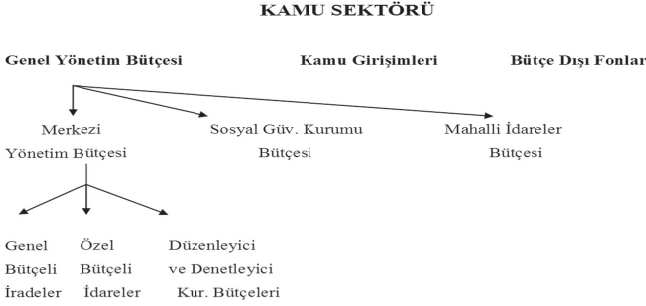 KAMU SEKTÖRÜ
Genel Yönetim Bütçesi Kamu Girişimleri Bütçe Dışı Fonlar
Merkezi Sosyal Güv. Kurumu Mahalli İdareler
Yönetim Bütçesi Bütçesi Bütçesi
Genel Özel Düzenleyici
Bütçeli Bütçeli ve Denetleyici
İradeler İdareler Kur. Bütçeleri